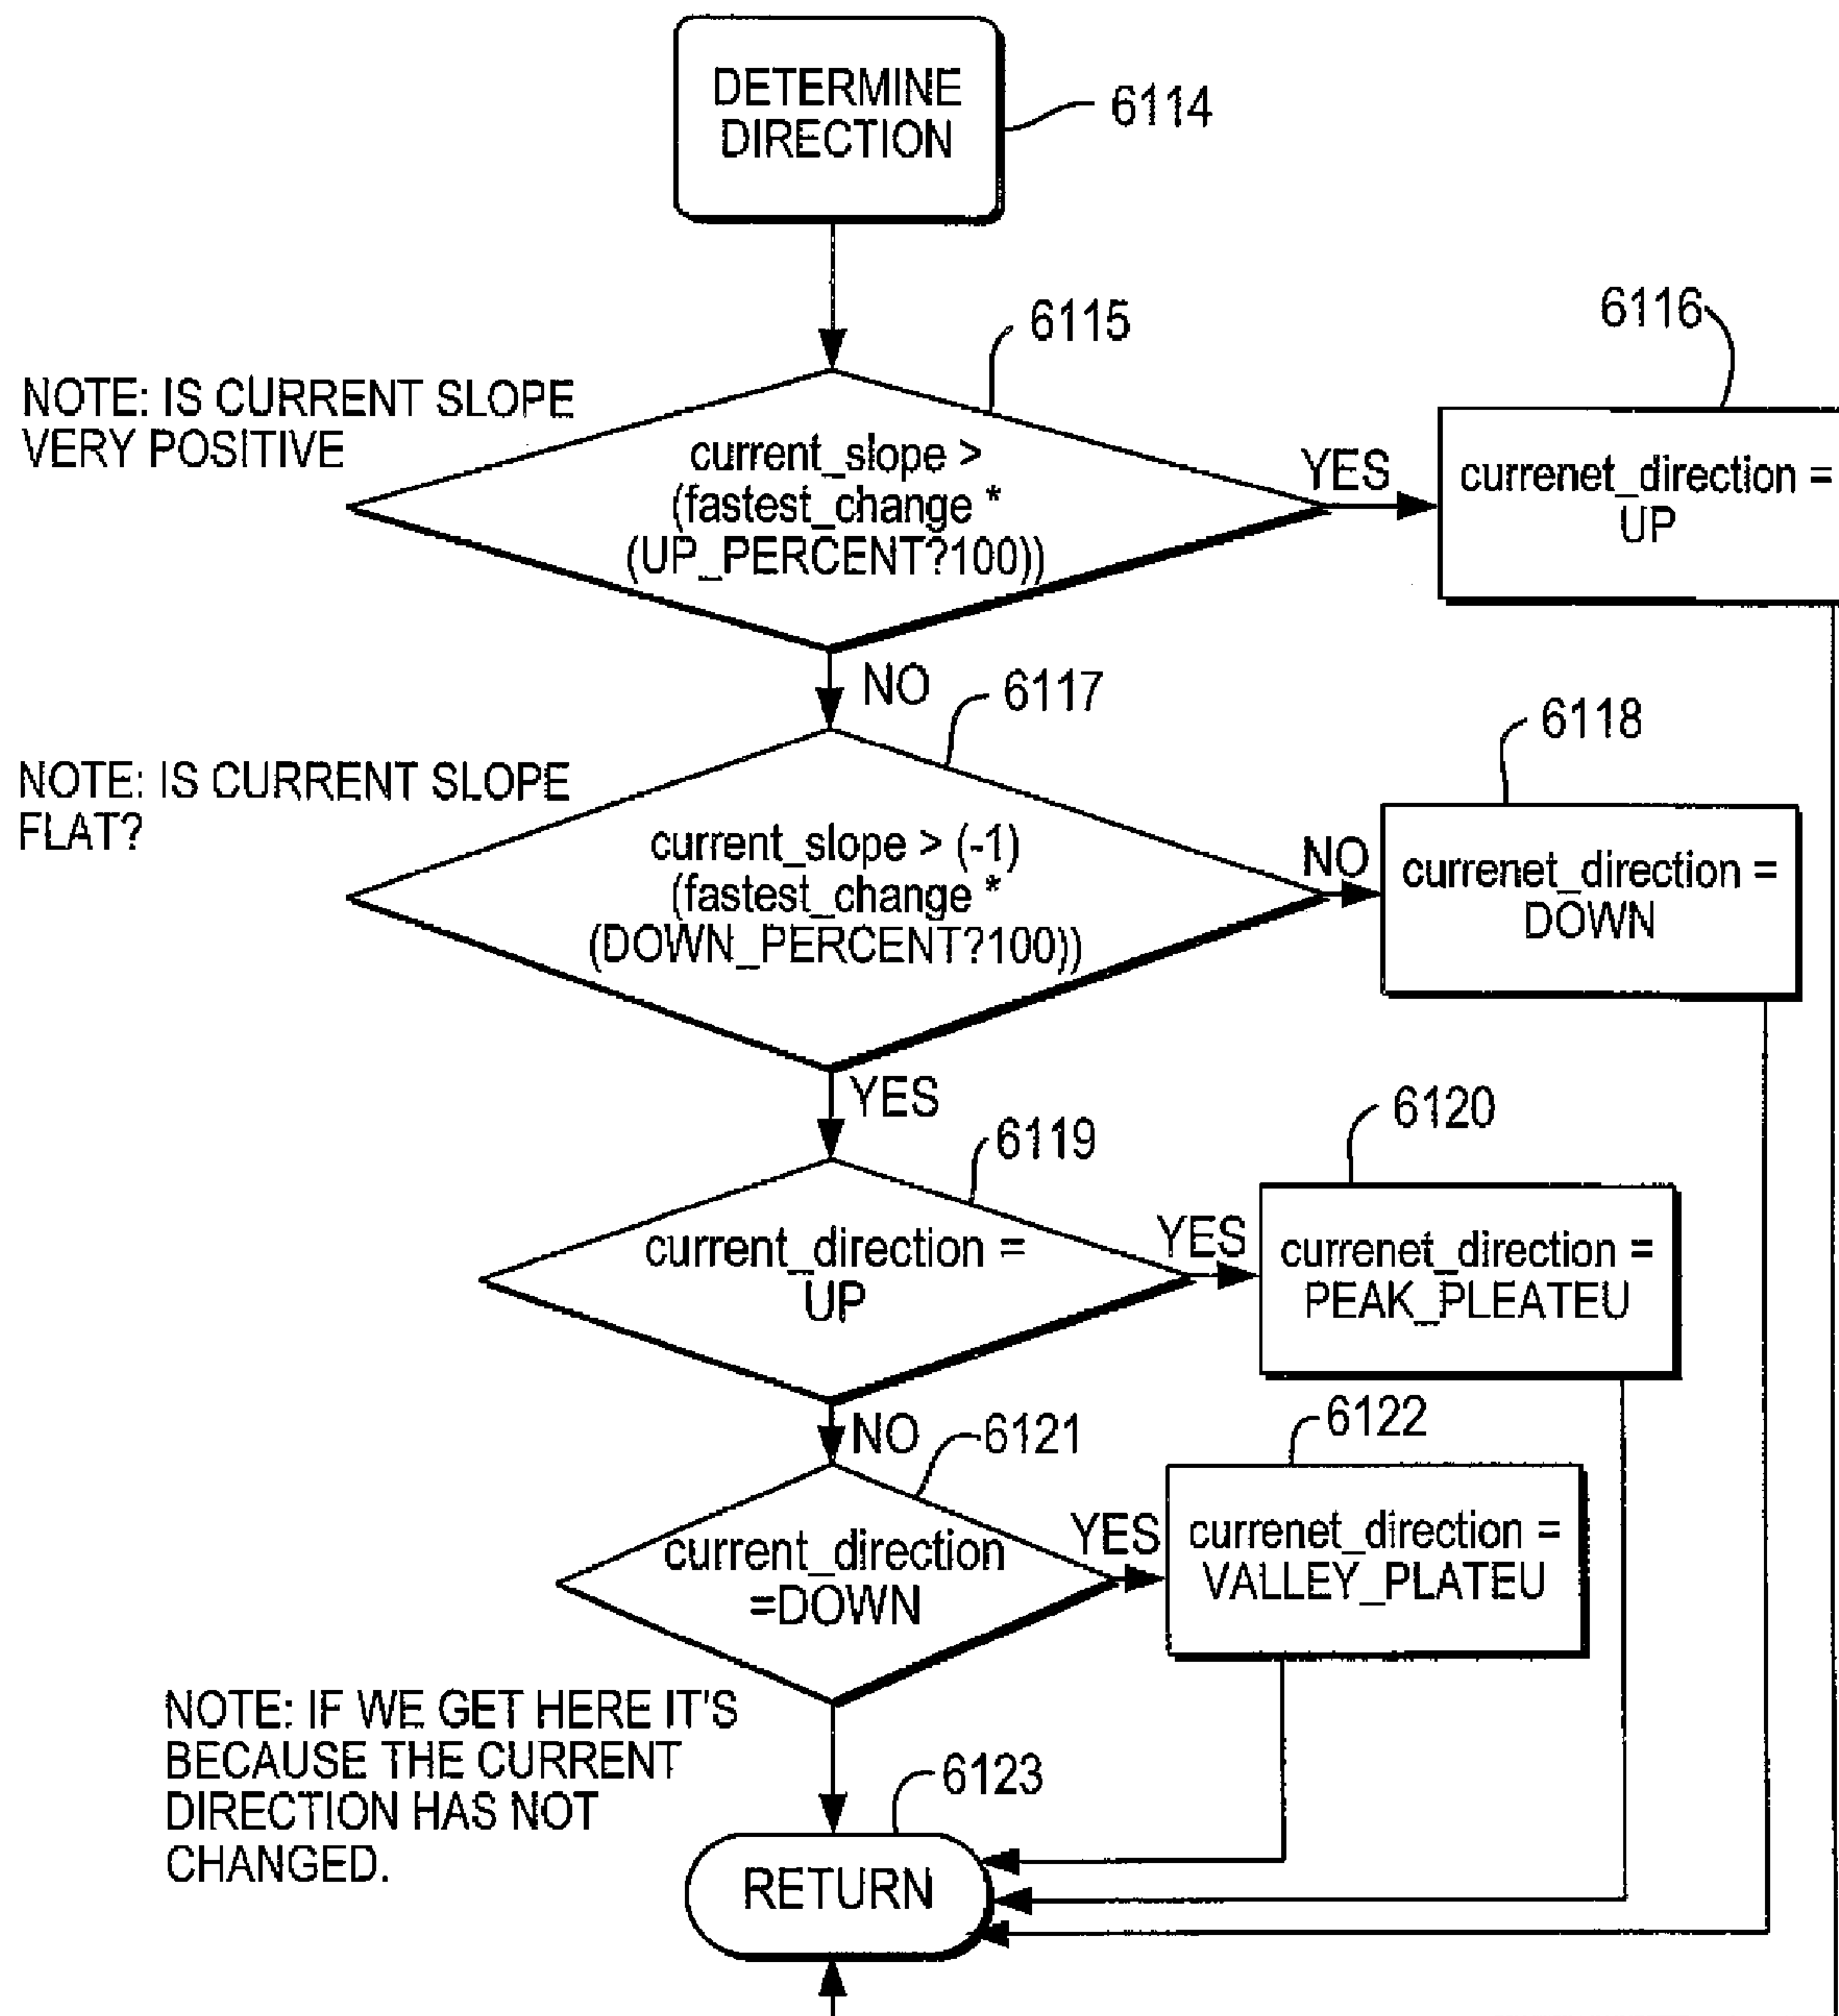 DETERMINE
DIRECTION
6114
6115
6116
NOTE: IS CURRENT SLOPE
VERY POSITIVE
current_slope >
(fastest_change *
(UP_PERCENT?100))
YES
currenet_direction =
UP
NO
6117
6118
NOTE: IS CURRENT SLOPE
FLAT?
current_slope > (-1)
(fastest_change *
(DOWN_PERCENT?100))
NO
currenet_direction =
DOWN
YES
6119
6120
current_direction =
UP
YES
currenet_direction =
PEAK_PLEATEU
NO
6121
6122
current_direction
=DOWN
YES
currenet_direction =
VALLEY_PLATEU
NOTE: IF WE GET HERE IT'S
BECAUSE THE CURRENT
DIRECTION HAS NOT
CHANGED.
6123
RETURN